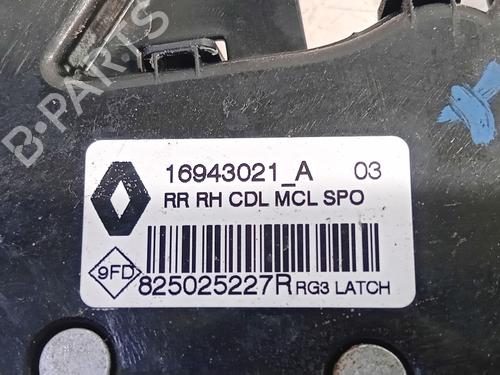 B-PARTS
16943021_A 03
RR RH CDL MCL SPO
9FD
825025227R RG3 LATCH